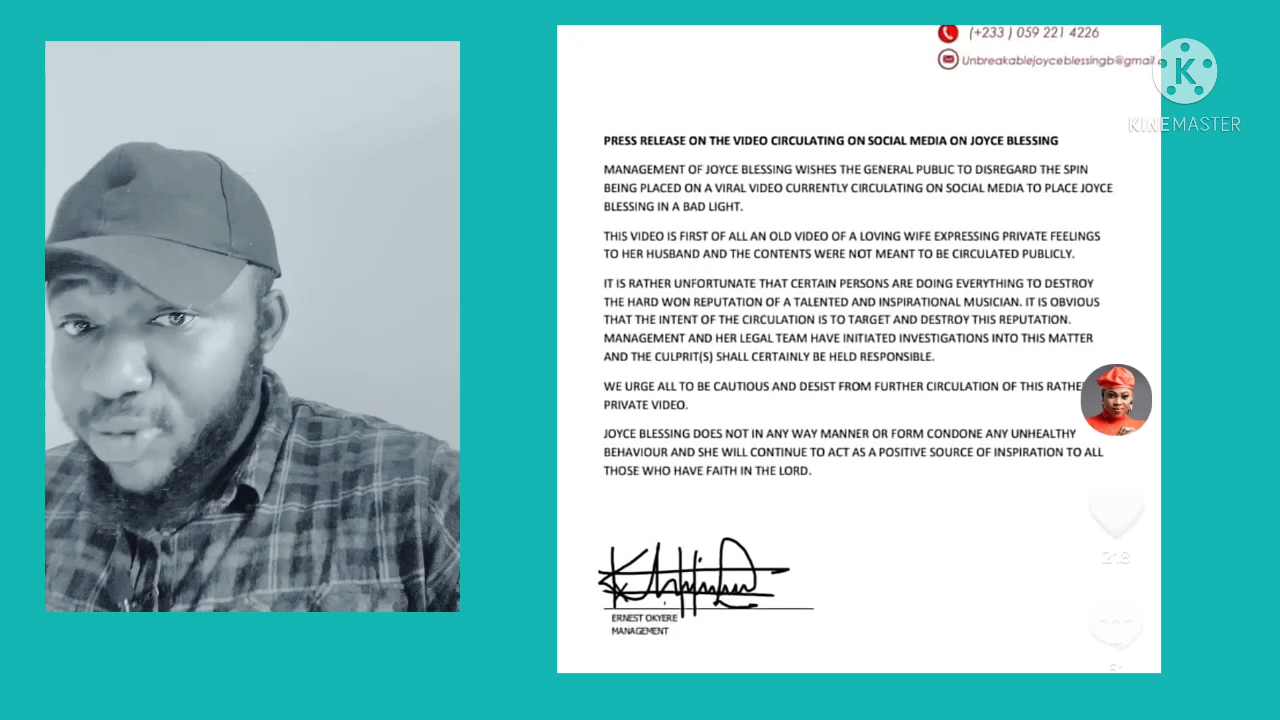 (+233 ) 059 221 4226
Unbreakablejoyceblessingb@gmail.c
K
KINEMASTER
PRESS RELEASE ON THE VIDEO CIRCULATING ON SOCIAL MEDIA ON JOYCE BLESSING
MANAGEMENT OF JOYCE BLESSING WISHES THE GENERAL PUBLIC TO DISREGARD THE SPIN
BEING PLACED ON A VIRAL VIDEO CURRENTLY CIRCULATING ON SOCIAL MEDIA TO PLACE JOYCE
BLESSING IN A BAD LIGHT.
THIS VIDEO IS FIRST OF ALL AN OLD VIDEO OF A LOVING WIFE EXPRESSING PRIVATE FEELINGS
TO HER HUSBAND AND THE CONTENTS WERE NOT MEANT TO BE CIRCULATED PUBLICLY.
IT IS RATHER UNFORTUNATE THAT CERTAIN PERSONS ARE DOING EVERYTHING TO DESTROY
THE HARD WON REPUTATION OF A TALENTED AND INSPIRATIONAL MUSICIAN. IT IS OBVIOUS
THAT THE INTENT OF THE CIRCULATION IS TO TARGET AND DESTROY THIS REPUTATION.
MANAGEMENT AND HER LEGAL TEAM HAVE INITIATED INVESTIGATIONS INTO THIS MATTER
AND THE CULPRIT(S) SHALL CERTAINLY BE HELD RESPONSIBLE.
WE URGE ALL TO BE CAUTIOUS AND DESIST FROM FURTHER CIRCULATION OF THIS RATHE
PRIVATE VIDEO.
JOYCE BLESSING DOES NOT IN ANY WAY MANNER OR FORM CONDONE ANY UNHEALTHY
BEHAVIOUR AND SHE WILL CONTINUE TO ACT AS A POSITIVE SOURCE OF INSPIRATION TO ALL
THOSE WHO HAVE FAITH IN THE LORD.
218
ERNEST OKYERE
MANAGEMENT